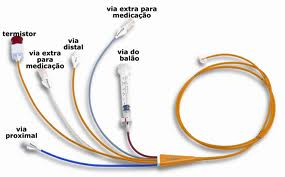 via extra para
medicação
termistor
via
distal
via extra para
medicação
via do
balão
via
proximal